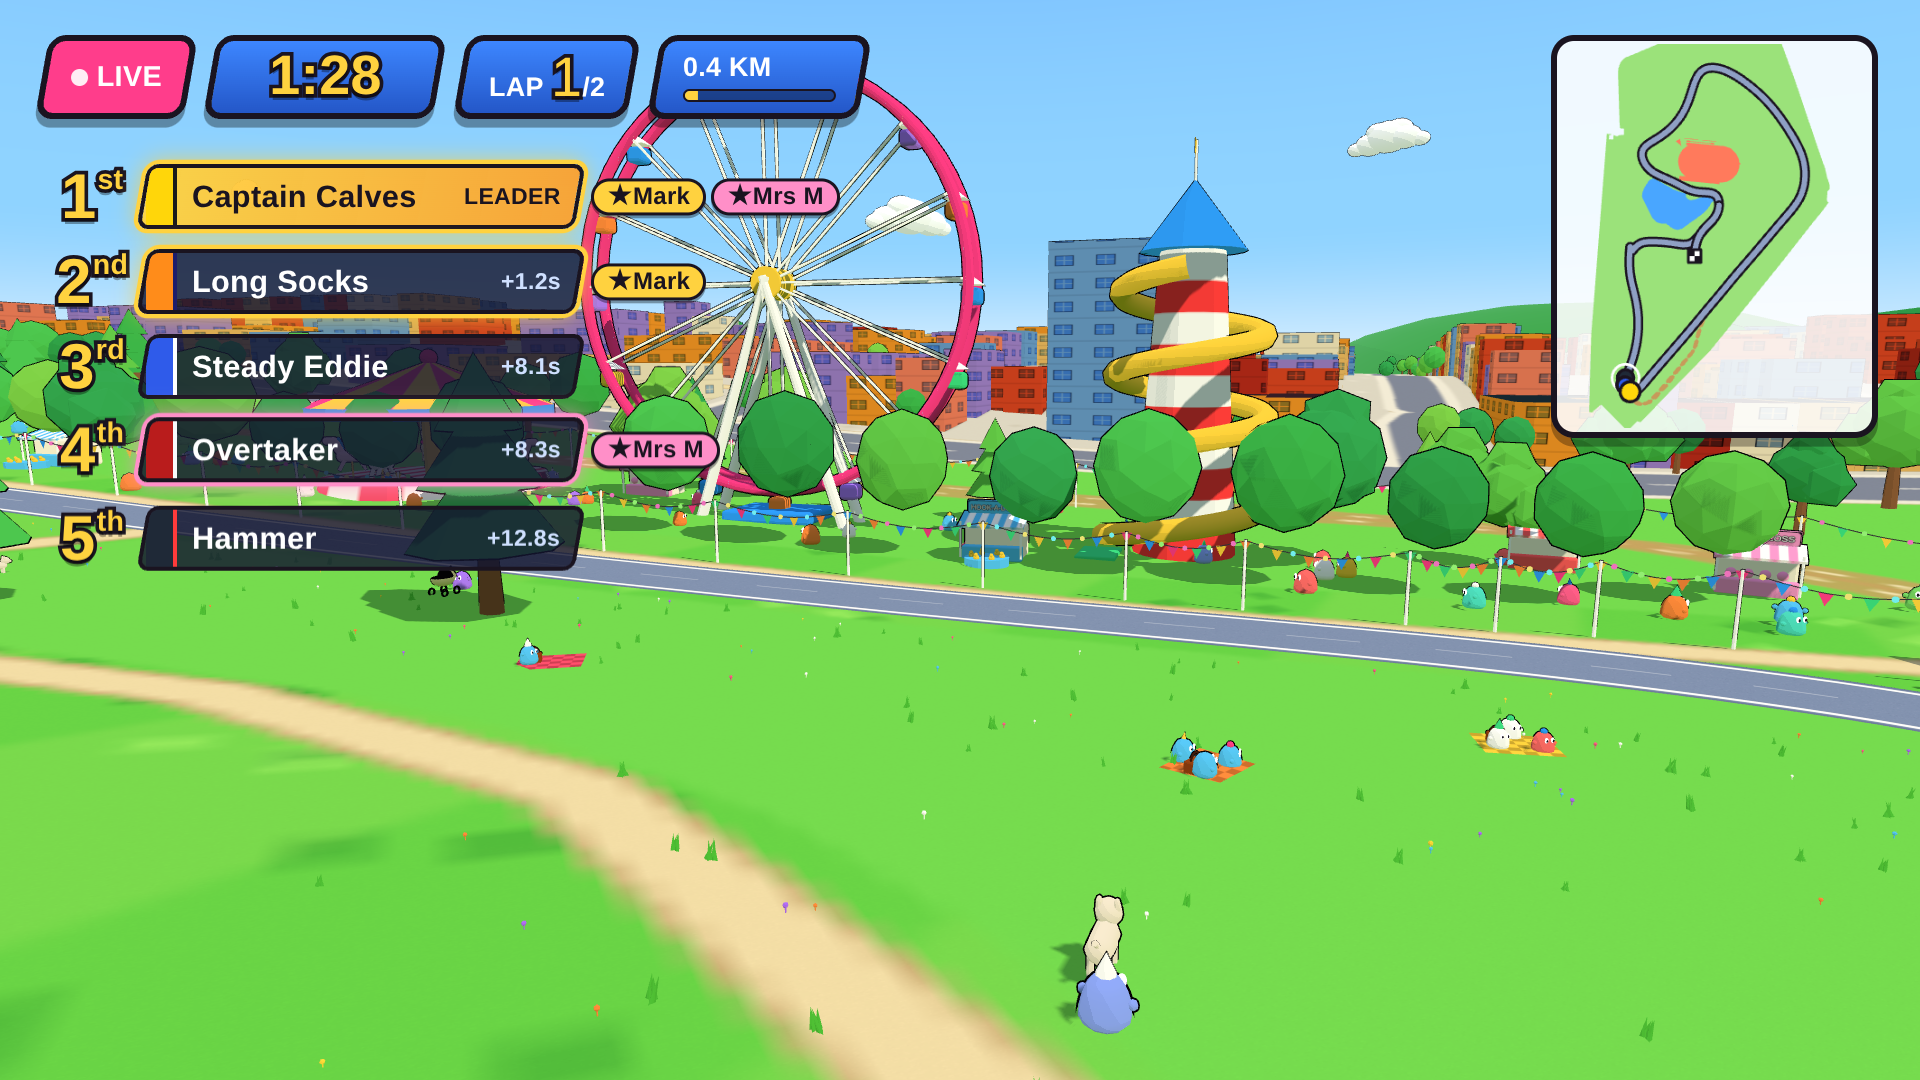 LIVE
1:28
LAP 1/2
0.4 KM
1st Captain Calves LEADER ★Mark ★Mrs M
2nd Long Socks +1.2s ★Mark
3rd Steady Eddie +8.1s
4th Overtaker +8.3s ★Mrs M
5th Hammer +12.8s